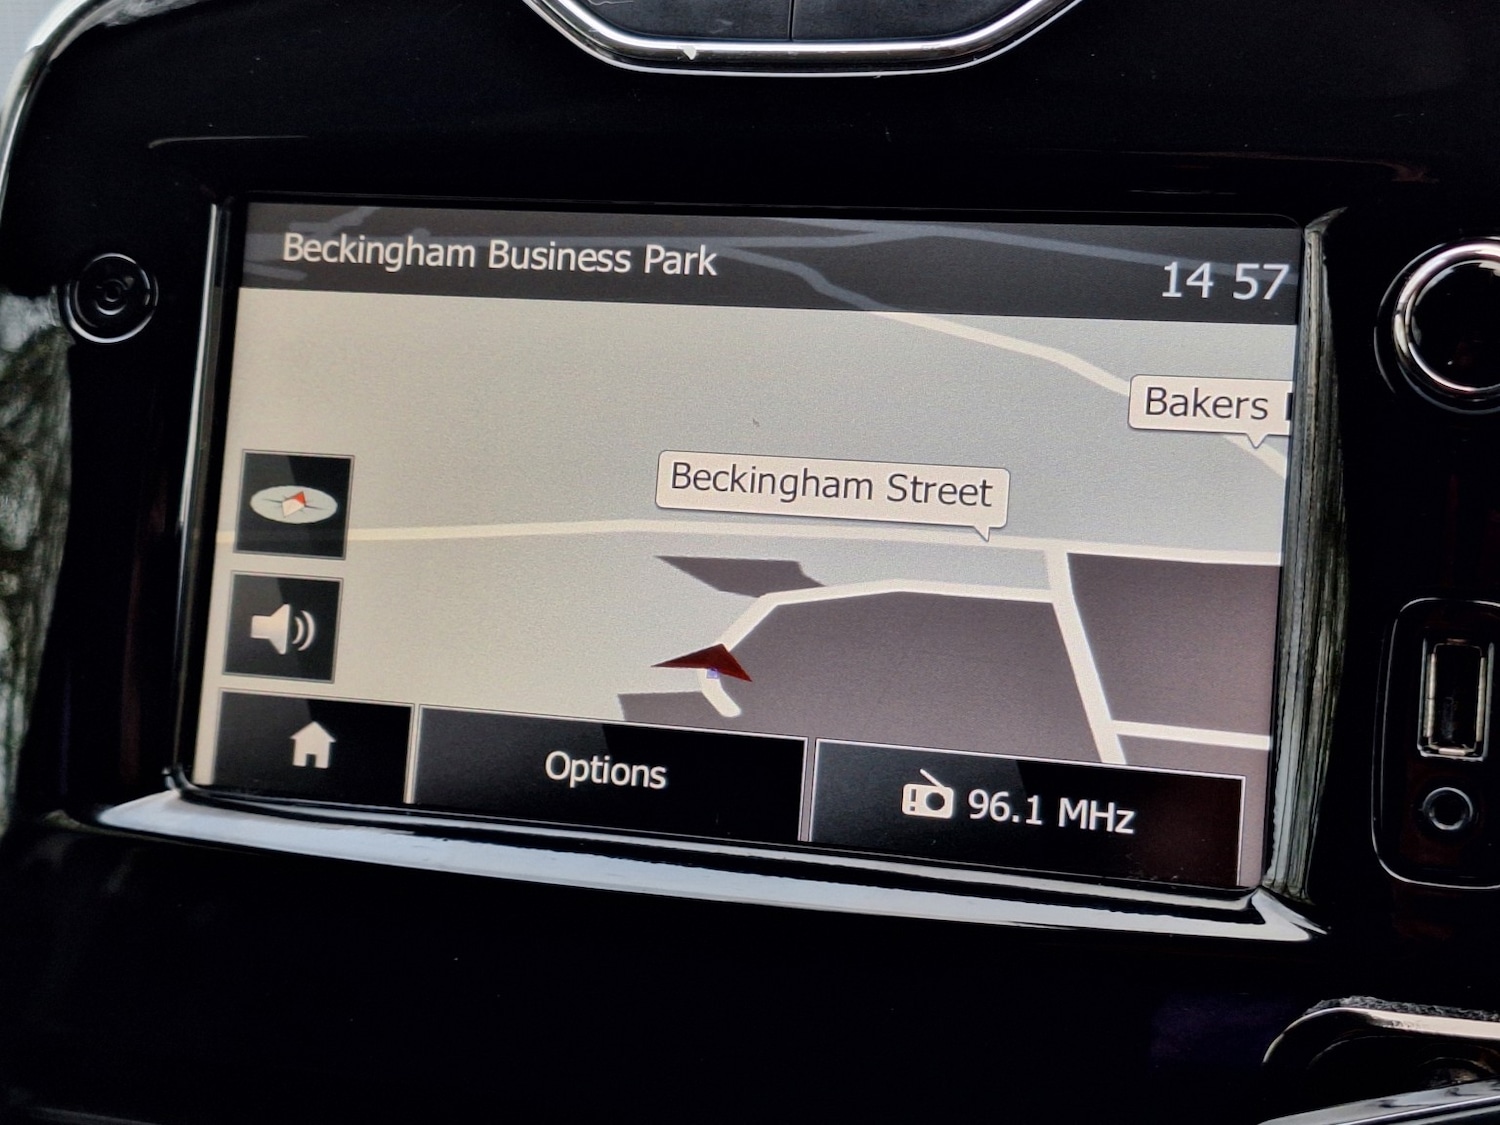 Beckingham Business Park
14 57
Bakers
Beckingham Street
Options
96.1 MHz